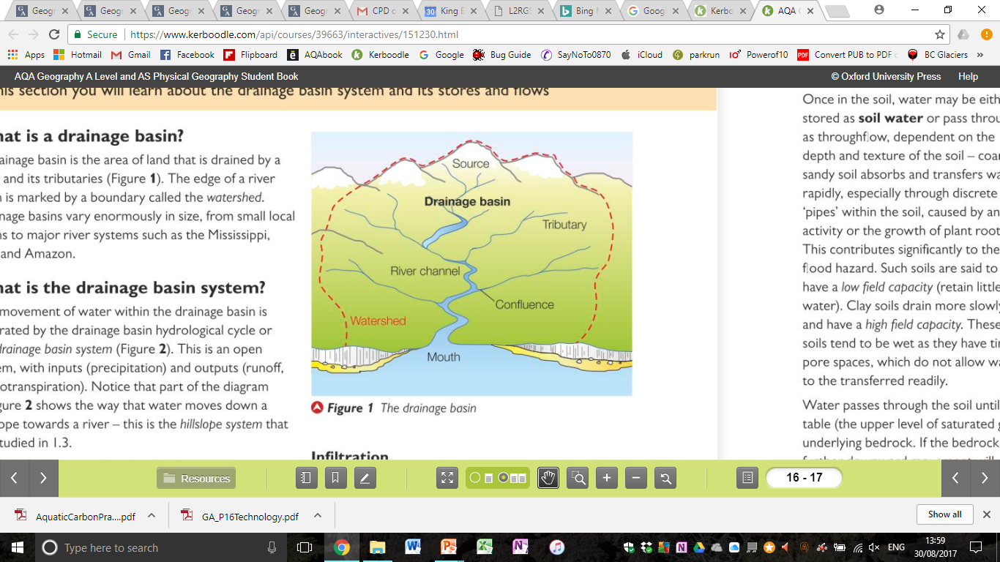 Geogr
Geogr
Geogr
Geogr
Geogr
CPD o
King E
L2RGS
Bing M
Googl
Kerbo
AQA G
Secure | https://www.kerboodle.com/api/courses/39663/interactives/151230.html
Apps Hotmail Gmail Facebook Flipboard AQAbook Kerboodle Google Bug Guide SayNoTo0870 iCloud parkrun Powerof10 Convert PUB to PDF BC Glaciers »
AQA Geography A Level and AS Physical Geography Student Book
© Oxford University Press Help
his section you will learn about the drainage basin system and its stores and flows
hat is a drainage basin?
ainage basin is the area of land that is drained by a
and its tributaries (Figure 1). The edge of a river
n is marked by a boundary called the watershed.
nage basins vary enormously in size, from small local
ns to major river systems such as the Mississippi,
and Amazon.
hat is the drainage basin system?
movement of water within the drainage basin is
rated by the drainage basin hydrological cycle or
drainage basin system (Figure 2). This is an open
em, with inputs (precipitation) and outputs (runoff,
otranspiration). Notice that part of the diagram
gure 2 shows the way that water moves down a
ope towards a river – this is the hillslope system that
tudied in 1.3.
Source
Drainage basin
Tributary
River channel
Confluence
Watershed
Mouth
Figure 1 The drainage basin
Infiltration
Once in the soil, water may be eith
stored as soil water or pass throu
as throughflow, dependent on the
depth and texture of the soil – coa
sandy soil absorbs and transfers wa
rapidly, especially through discrete
‘pipes’ within the soil, caused by an
activity or the growth of plant root
This contributes significantly to the
flood hazard. Such soils are said to
have a low field capacity (retain little
water). Clay soils drain more slowly
and have a high field capacity. These
soils tend to be wet as they have tin
pore spaces, which do not allow wa
to the transferred readily.
Water passes through the soil until
table (the upper level of saturated g
underlying bedrock. If the bedrock
further downward movement will
Resources
16 - 17
AquaticCarbonPra....pdf
GA_P16Technology.pdf
Show all
Type here to search
ENG
13:59
30/08/2017